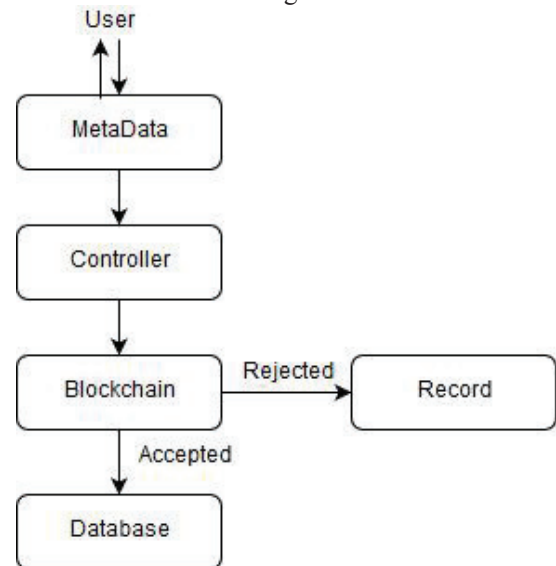 User
MetaData
Controller
Blockchain
Rejected
Record
Accepted
Database